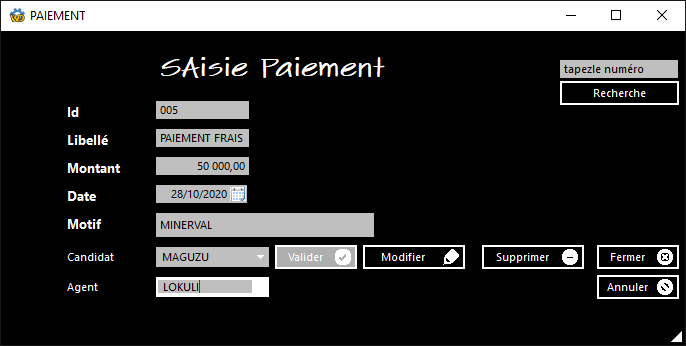 PAIEMENT
SAisie Paiement
tapezle numéro
Recherche
Id 005
Libellé PAIEMENT FRAIS
Montant 50 000,00
Date 28/10/2020
Motif MINERVAL
Candidat MAGUZU Valider Modifier Supprimer Fermer
Agent LOKULI Annuler